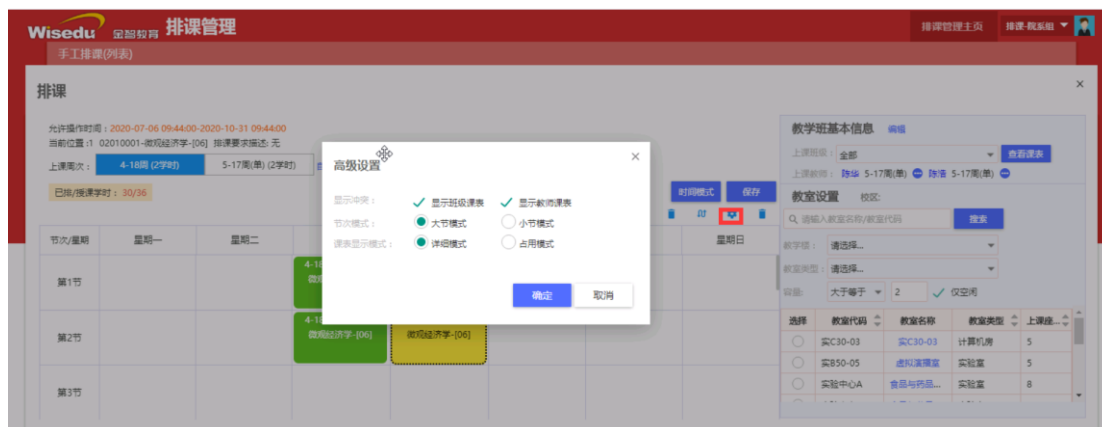 Wisedu 金智教育 排课管理 排课管理主页 排课-院系组
手工排课(列表)
排课 ×
允许操作时间：2020-07-06 09:44:00-2020-10-31 09:44:00
当前位置:1 02010001-微观经济学-[06] 排课要求描述: 无
上课周次： 4-18周 (2学时) 5-17周(单) (2学时)
已排/授课学时：30/36
时间模式 保存
节次/星期 星期一 星期二 星期日
第1节 4-18
第2节 4-18
微观经济学-[06] 微观经济学-[06]
第3节
高级设置 ×
显示冲突： 显示班级课表 显示教师课表
节次模式： 大节模式 小节模式
课表显示模式： 详细模式 占用模式
确定 取消
教学班基本信息 编辑
上课班级： 全部 查看课表
上课教师： 5-17周(单) 陈浩 5-17周(单)
教室设置 校区:
请输入教室名称/教室代码 搜索
教学楼： 请选择...
教室类型： 请选择...
容量: 大于等于 2 仅空闲
选择 教室代码 教室名称 教室类型 上课座...
实C30-03 实C30-03 计算机房 5
实B50-05 虚拟演播室 实验室 5
实验中心A 食品与药品... 实验室 8